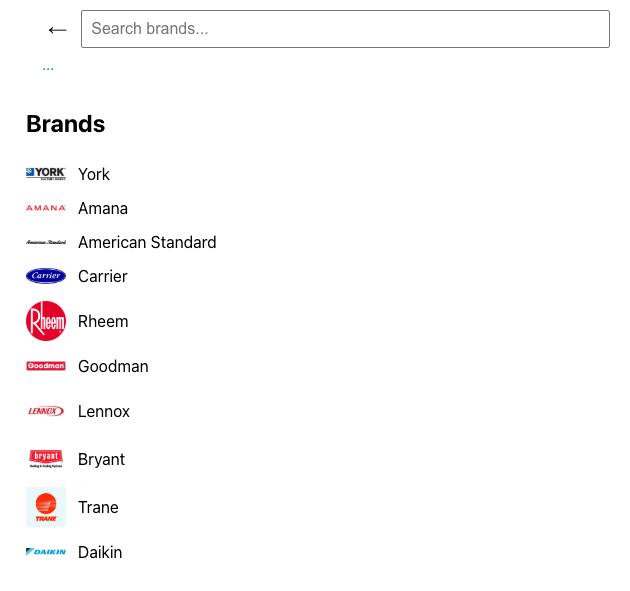 ← Search brands...
...
Brands
YORK York
AMANA Amana
American Standard American Standard
Carrier Carrier
Rheem Rheem
Goodman Goodman
LENNOX Lennox
bryant Bryant
TRANE Trane
DAIKIN Daikin